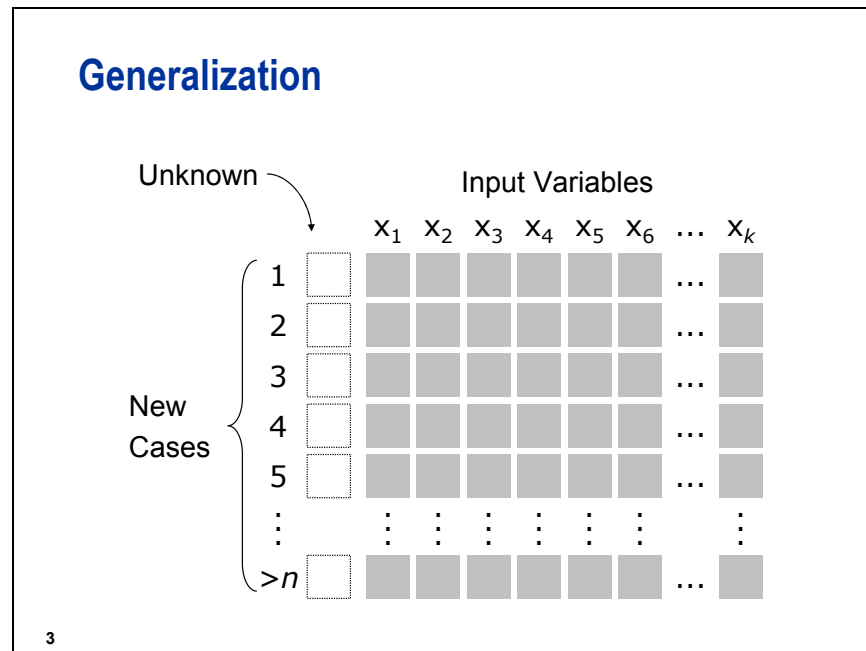 Generalization
Unknown
Input Variables
x₁ x₂ x₃ x₄ x₅ x₆ ... xₖ
1 ...
2 ...
3 ...
New
Cases
4 ...
5 ...
⋮ ⋮ ⋮ ⋮ ⋮ ⋮ ⋮ ⋮
>n ...
3